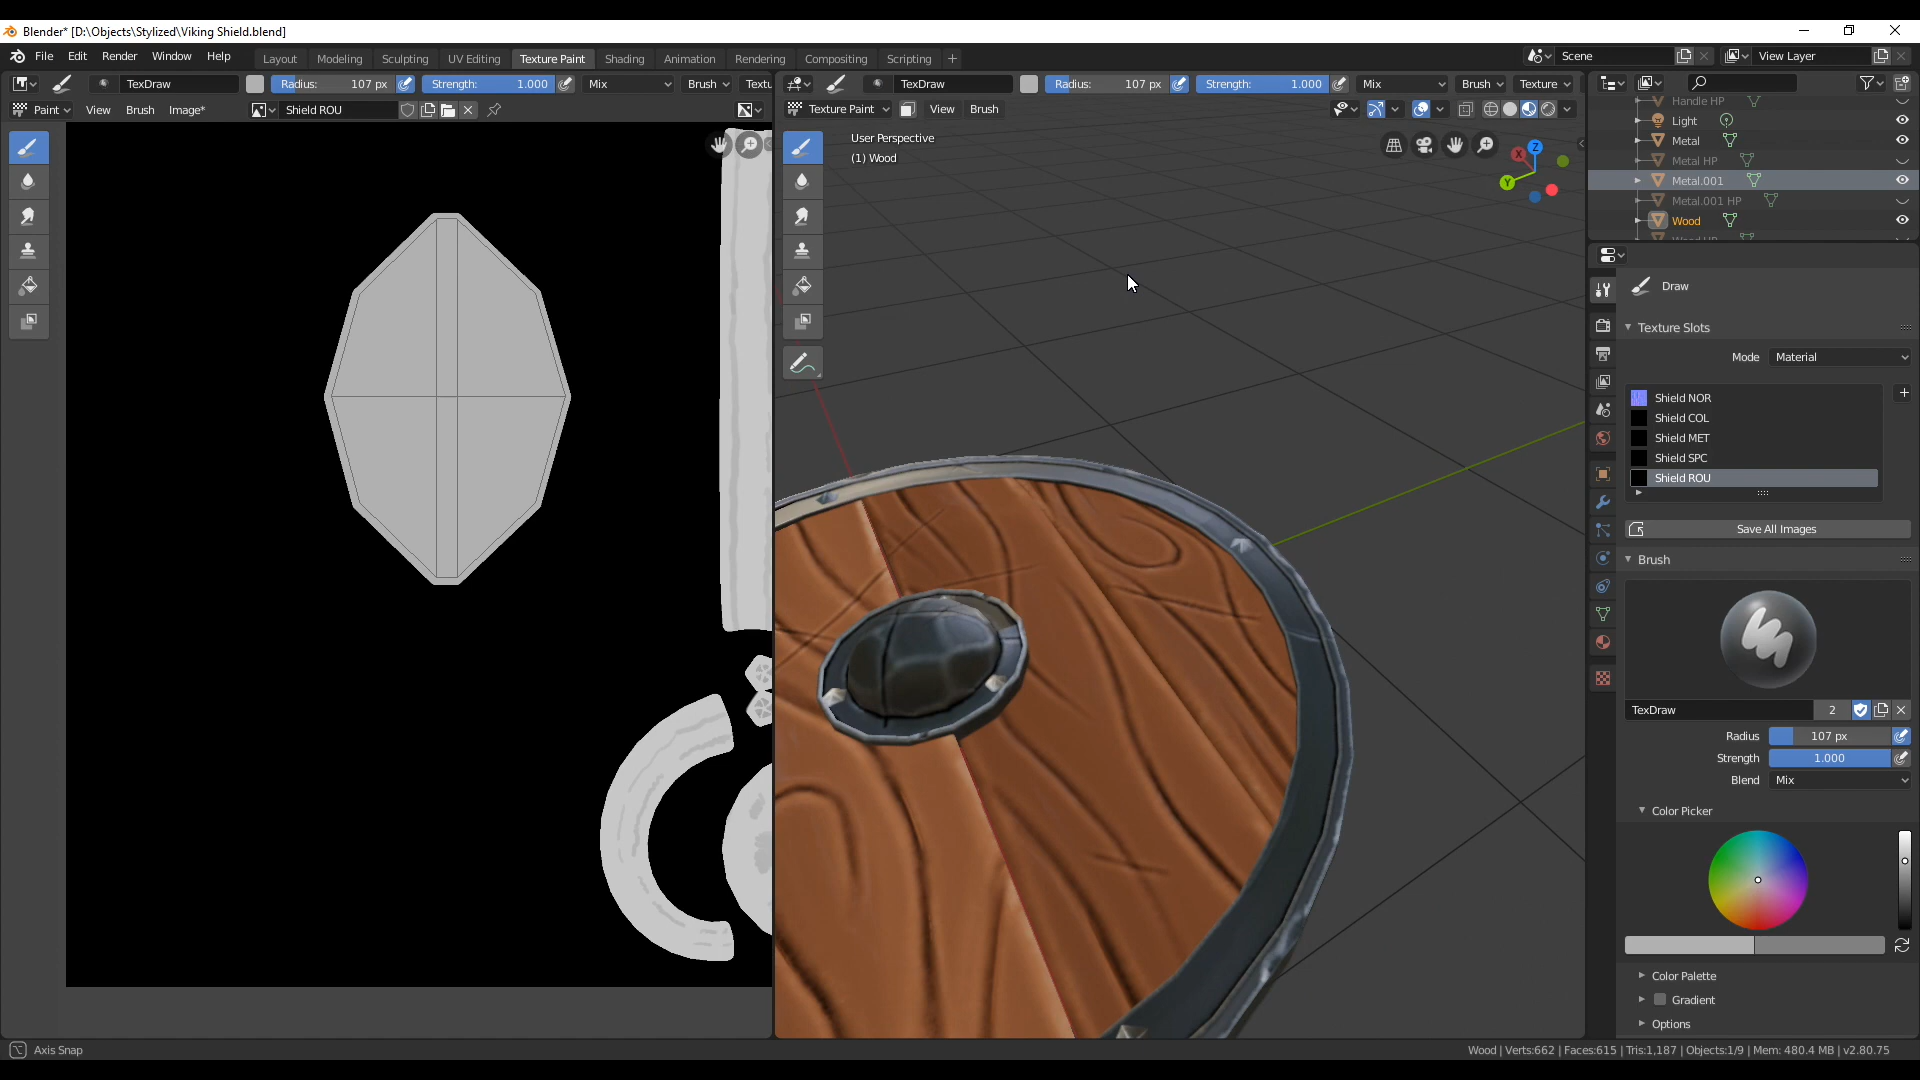 Blender* [D:\Objects\Stylized\Viking Shield.blend]
File Edit Render Window Help Layout Modeling Sculpting UV Editing Texture Paint Shading Animation Rendering Compositing Scripting + Scene View Layer
TexDraw Radius: 107 px Strength: 1.000 Mix Brush Textu TexDraw Radius: 107 px Strength: 1.000 Mix Brush Texture
Paint View Brush Image* Shield ROU Texture Paint View Brush
User Perspective
(1) Wood
Z
X
Y
Handle HP
Light
Metal
Metal HP
Metal.001
Metal.001 HP
Wood
Wood HP
Draw
Texture Slots
Mode Material
Shield NOR
Shield COL
Shield MET
Shield SPC
Shield ROU
Save All Images
Brush
TexDraw 2
Radius 107 px
Strength 1.000
Blend Mix
Color Picker
Color Palette
Gradient
Options
Axis Snap
Wood | Verts:662 | Faces:615 | Tris:1,187 | Objects:1/9 | Mem: 480.4 MB | v2.80.75